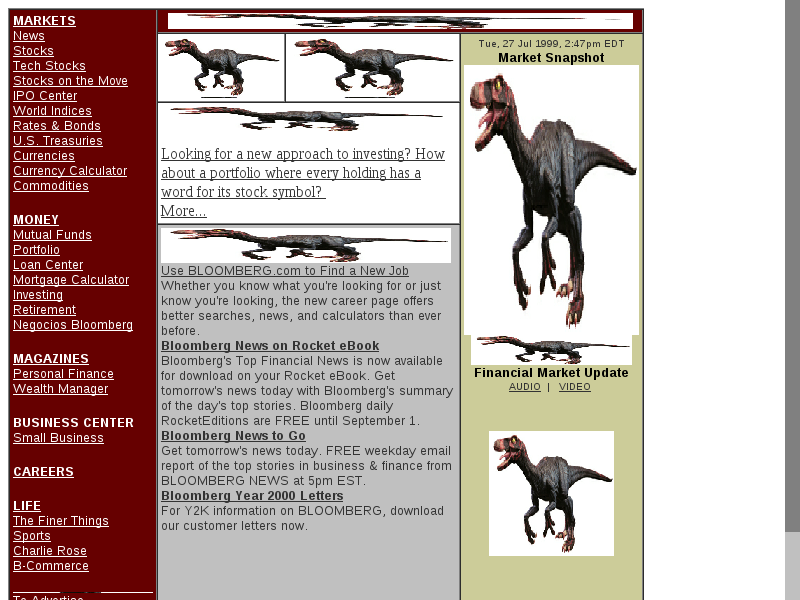 MARKETS
News
Stocks
Tech Stocks
Stocks on the Move
IPO Center
World Indices
Rates & Bonds
U.S. Treasuries
Currencies
Currency Calculator
Commodities
MONEY
Mutual Funds
Portfolio
Loan Center
Mortgage Calculator
Investing
Retirement
Negocios Bloomberg
MAGAZINES
Personal Finance
Wealth Manager
BUSINESS CENTER
Small Business
CAREERS
LIFE
The Finer Things
Sports
Charlie Rose
B-Commerce
To Advertise
Looking for a new approach to investing? How
about a portfolio where every holding has a
word for its stock symbol?
More...
Use BLOOMBERG.com to Find a New Job
Whether you know what you're looking for or just
know you're looking, the new career page offers
better searches, news, and calculators than ever
before.
Bloomberg News on Rocket eBook
Bloomberg's Top Financial News is now available
for download on your Rocket eBook. Get
tomorrow's news today with Bloomberg's summary
of the day's top stories. Bloomberg daily
RocketEditions are FREE until September 1.
Bloomberg News to Go
Get tomorrow's news today. FREE weekday email
report of the top stories in business & finance from
BLOOMBERG NEWS at 5pm EST.
Bloomberg Year 2000 Letters
For Y2K information on BLOOMBERG, download
our customer letters now.
Tue, 27 Jul 1999, 2:47pm EDT
Market Snapshot
Financial Market Update
AUDIO | VIDEO